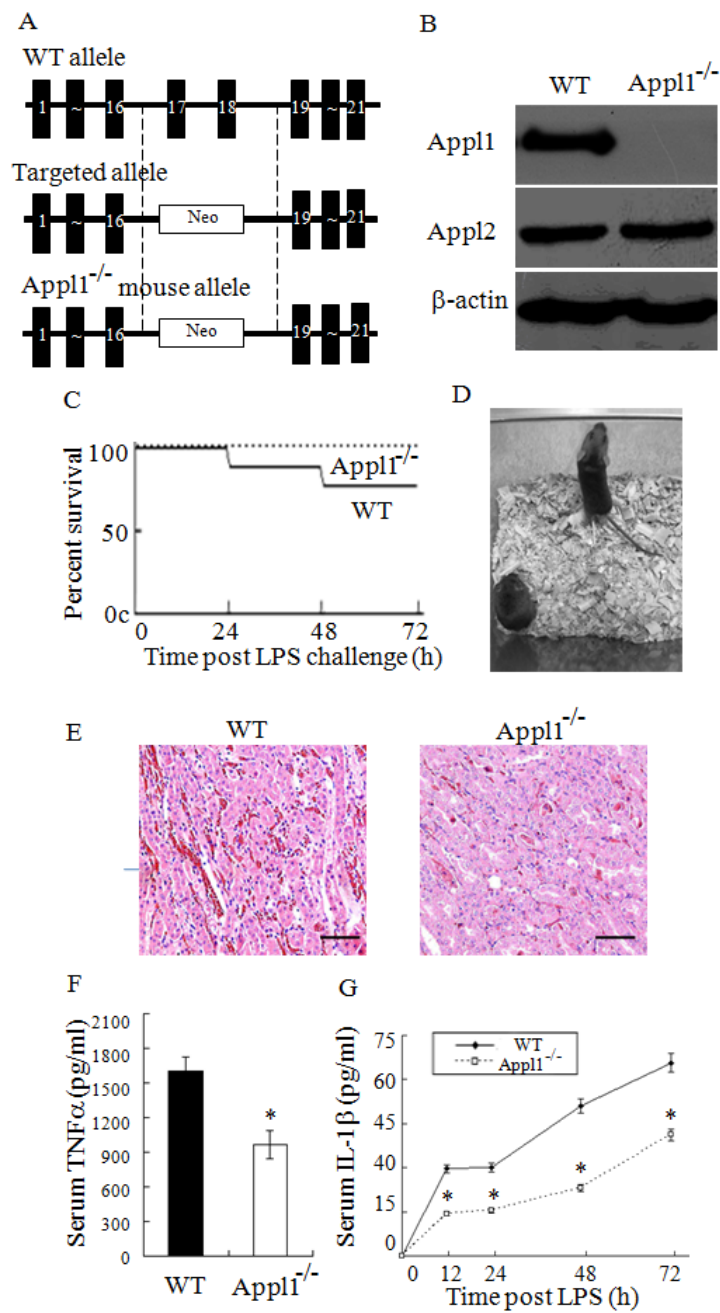 A
WT allele
1 ~ 16 17 18 19 ~ 21
Targeted allele
1 ~ 16 Neo 19 ~ 21
Appl1-/- mouse allele
1 ~ 16 Neo 19 ~ 21
B
WT Appl1-/-
Appl1
Appl2
β-actin
C
Percent survival
100
50
0c
Appl1-/-
WT
0 24 48 72
Time post LPS challenge (h)
D
E
WT
Appl1-/-
F
Serum TNFα (pg/ml)
2100
1800
1500
1200
900
600
300
0
*
WT Appl1-/-
G
Serum IL-1β (pg/ml)
75
60
45
40
15
0
WT
Appl1-/-
* * * *
0 12 24 48 72
Time post LPS (h)